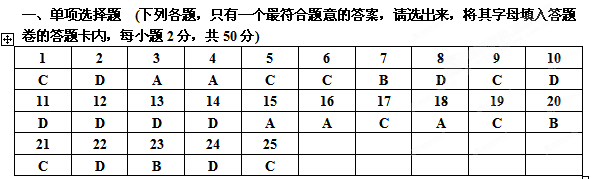 一、单项选择题 (下列各题，只有一个最符合题意的答案，请选出来，将其字母填入答题
卷的答题卡内，每小题2分，共50分)
1 2 3 4 5 6 7 8 9 10
C D A A C C B D C D
11 12 13 14 15 16 17 18 19 20
D D D D A A C A C B
21 22 23 24 25
C D B D C